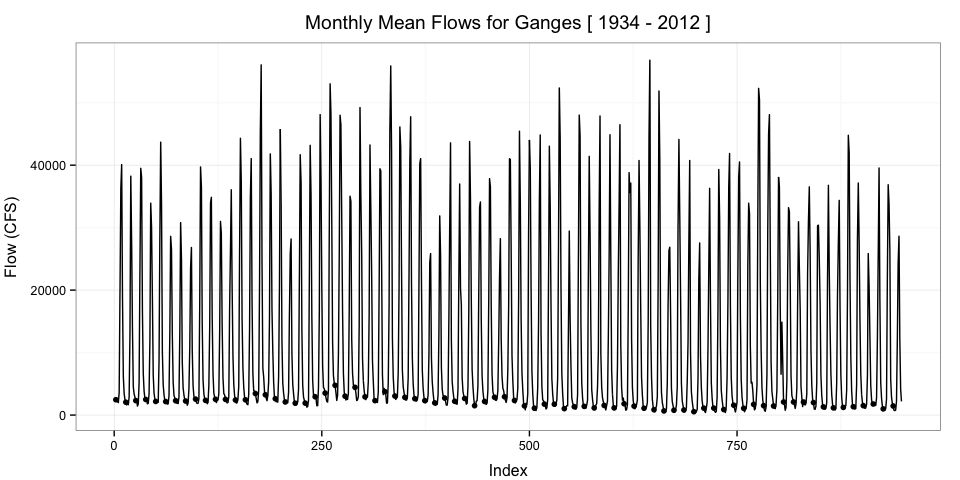 Monthly Mean Flows for Ganges [ 1934 - 2012 ]
Flow (CFS)
40000
20000
0
0 250 500 750
Index